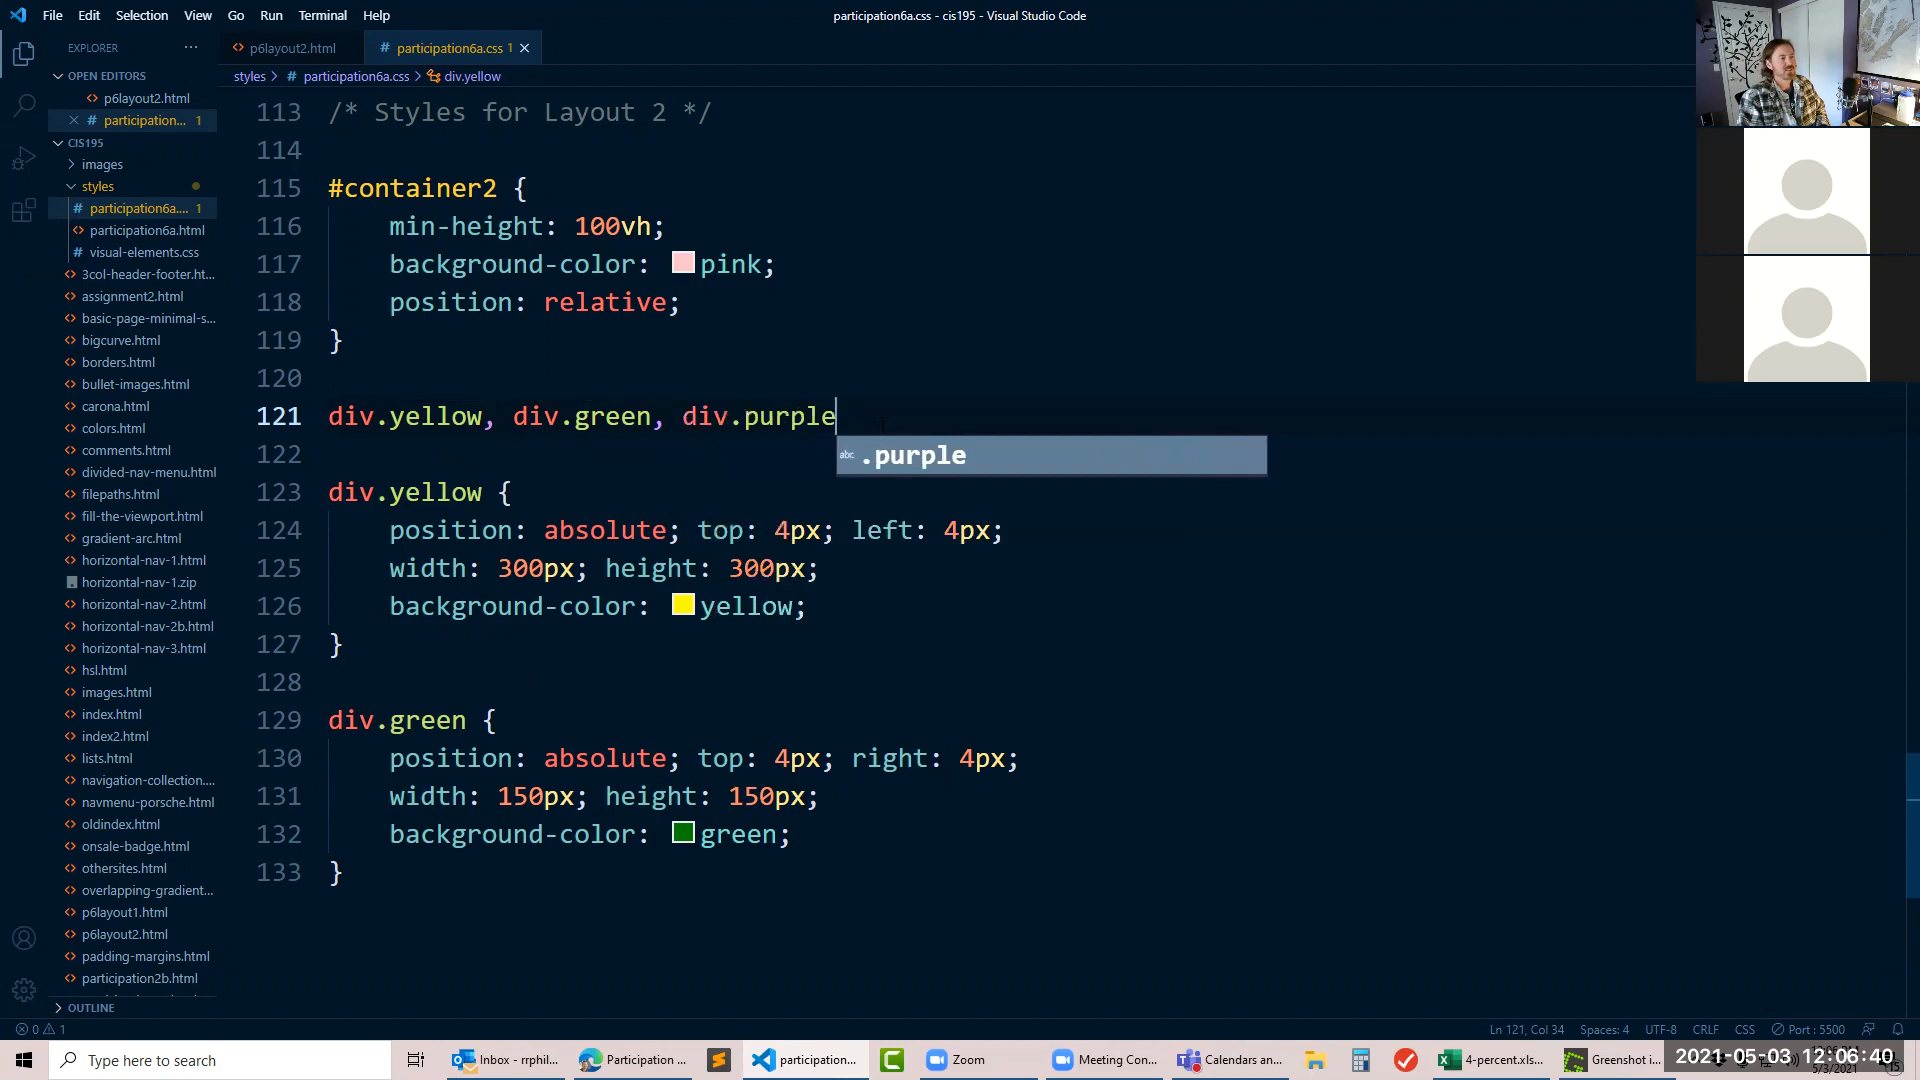 File Edit Selection View Go Run Terminal Help
participation6a.css - cis195 - Visual Studio Code
EXPLORER ...
p6layout2.html
# participation6a.css 1
styles > # participation6a.css > div.yellow
OPEN EDITORS
p6layout2.html
# participation... 1
CIS195
images
styles
# participation6a.... 1
participation6a.html
# visual-elements.css
3col-header-footer.ht...
assignment2.html
basic-page-minimal-s...
bigcurve.html
borders.html
bullet-images.html
carona.html
colors.html
comments.html
divided-nav-menu.html
filepaths.html
fill-the-viewport.html
gradient-arc.html
horizontal-nav-1.html
horizontal-nav-1.zip
horizontal-nav-2.html
horizontal-nav-2b.html
horizontal-nav-3.html
hsl.html
images.html
index.html
index2.html
lists.html
navigation-collection....
navmenu-porsche.html
oldindex.html
onsale-badge.html
othersites.html
overlapping-gradient...
p6layout1.html
p6layout2.html
padding-margins.html
participation2b.html
OUTLINE
113 /* Styles for Layout 2 */
114
115 #container2 {
116 min-height: 100vh;
117 background-color: pink;
118 position: relative;
119 }
120
121 div.yellow, div.green, div.purple
abc .purple
122
123 div.yellow {
124 position: absolute; top: 4px; left: 4px;
125 width: 300px; height: 300px;
126 background-color: yellow;
127 }
128
129 div.green {
130 position: absolute; top: 4px; right: 4px;
131 width: 150px; height: 150px;
132 background-color: green;
133 }
0 1
Ln 121, Col 34 Spaces: 4 UTF-8 CRLF CSS Port : 5500
Type here to search
Inbox - rrphil...
Participation ...
participation...
Zoom
Meeting Con...
Calendars an...
4-percent.xls...
Greenshot i...
2021-05-03 12:06:40
5/3/2021
15